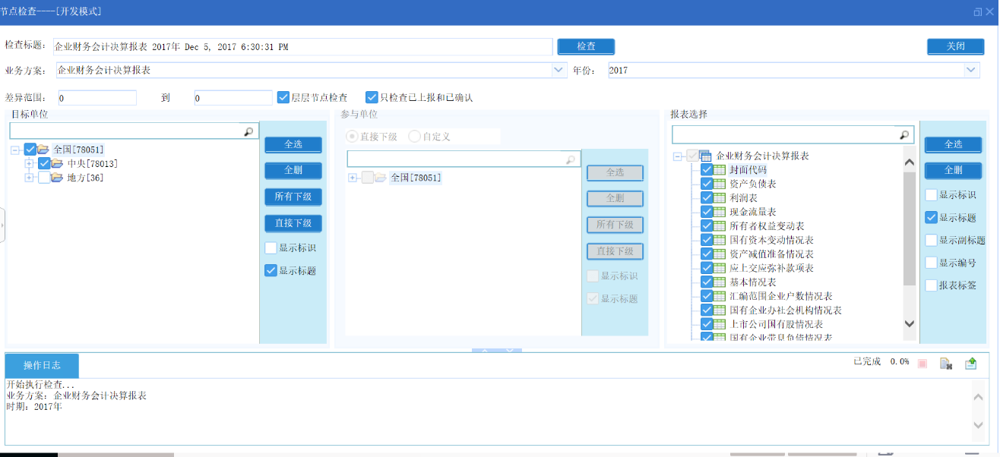 节点检查----[开发模式]
检查标题: 企业财务会计决算报表 2017年 Dec 5, 2017 6:30:31 PM 检查 关闭
业务方案: 企业财务会计决算报表 年份: 2017
差异范围: 0 到 0 层层节点检查 只检查已上报和已确认
目标单位
全国[78051]
中央[78013]
地方[36]
全选
全删
所有下级
直接下级
显示标识
显示标题
参与单位
直接下级 自定义
全国[78051]
全选
全删
所有下级
直接下级
显示标识
显示标题
报表选择
企业财务会计决算报表
封面代码
资产负债表
利润表
现金流量表
所有者权益变动表
国有资本变动情况表
资产减值准备情况表
应上交应弥补款项表
基本情况表
汇编范围企业户数情况表
国有企业办社会机构情况表
上市公司国有股情况表
国有企业带息负债情况表
全选
全删
显示标识
显示标题
显示副标题
显示编号
报表标签
操作日志
已完成 0.0%
开始执行检查...
业务方案: 企业财务会计决算报表
时期: 2017年